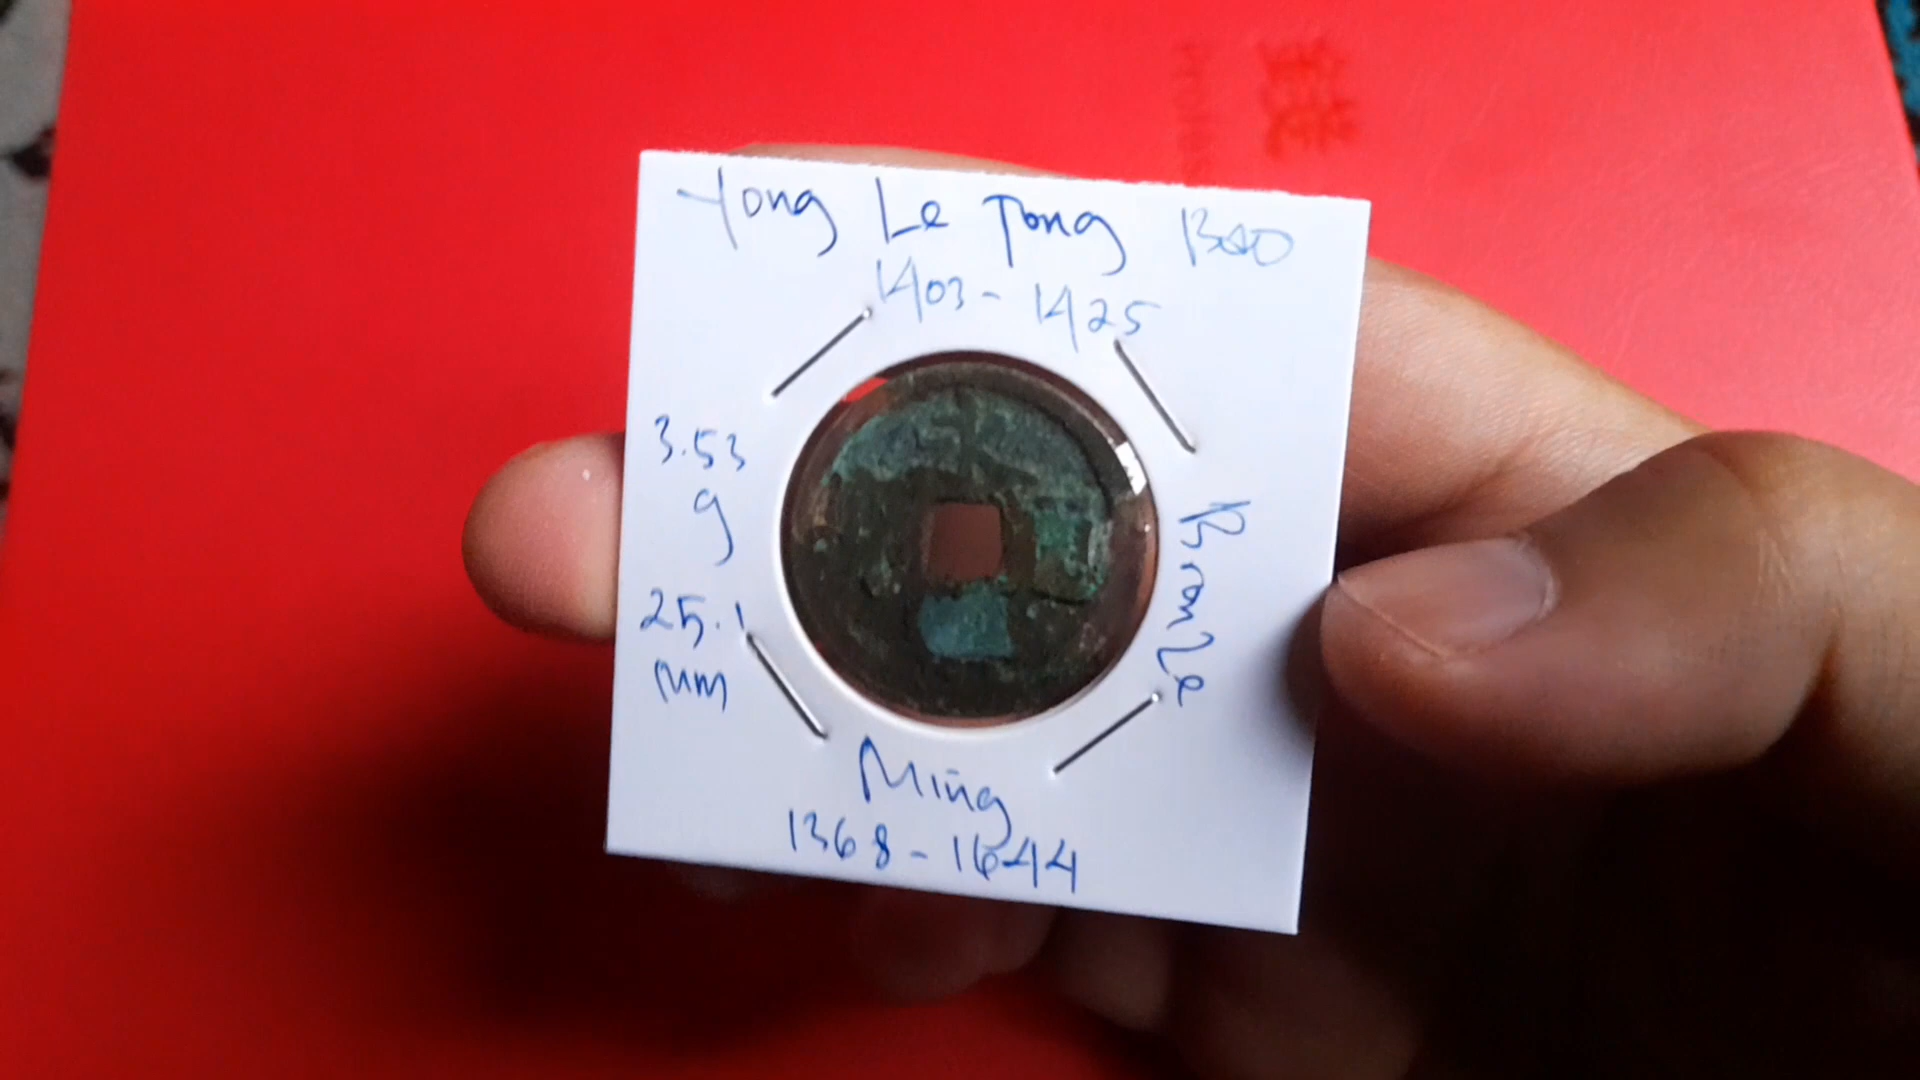 Yong Le Tong Bao
1403 - 1425
3.53
g
25.1
mm
Bronze
Ming
1368 - 1644